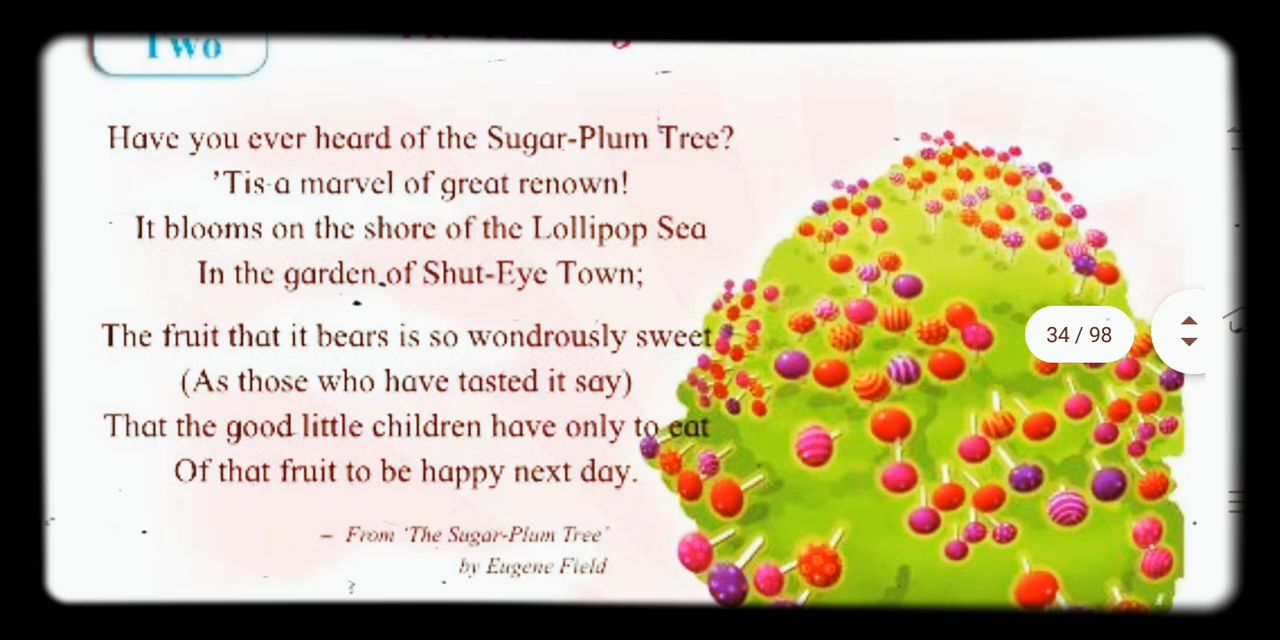 Two
Have you ever heard of the Sugar-Plum Tree?
'Tis a marvel of great renown!
It blooms on the shore of the Lollipop Sea
In the garden of Shut-Eye Town;
The fruit that it bears is so wondrously sweet
(As those who have tasted it say)
That the good little children have only to eat
Of that fruit to be happy next day.
– From 'The Sugar-Plum Tree'
by Eugene Field
34 / 98